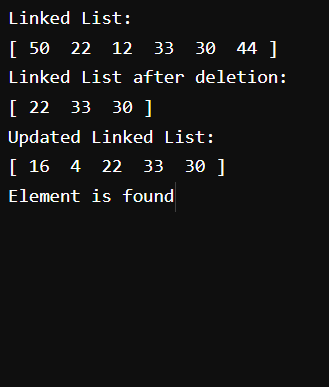 Linked List:
[ 50  22  12  33  30  44 ]
Linked List after deletion:
[ 22  33  30 ]
Updated Linked List:
[ 16  4  22  33  30 ]
Element is found